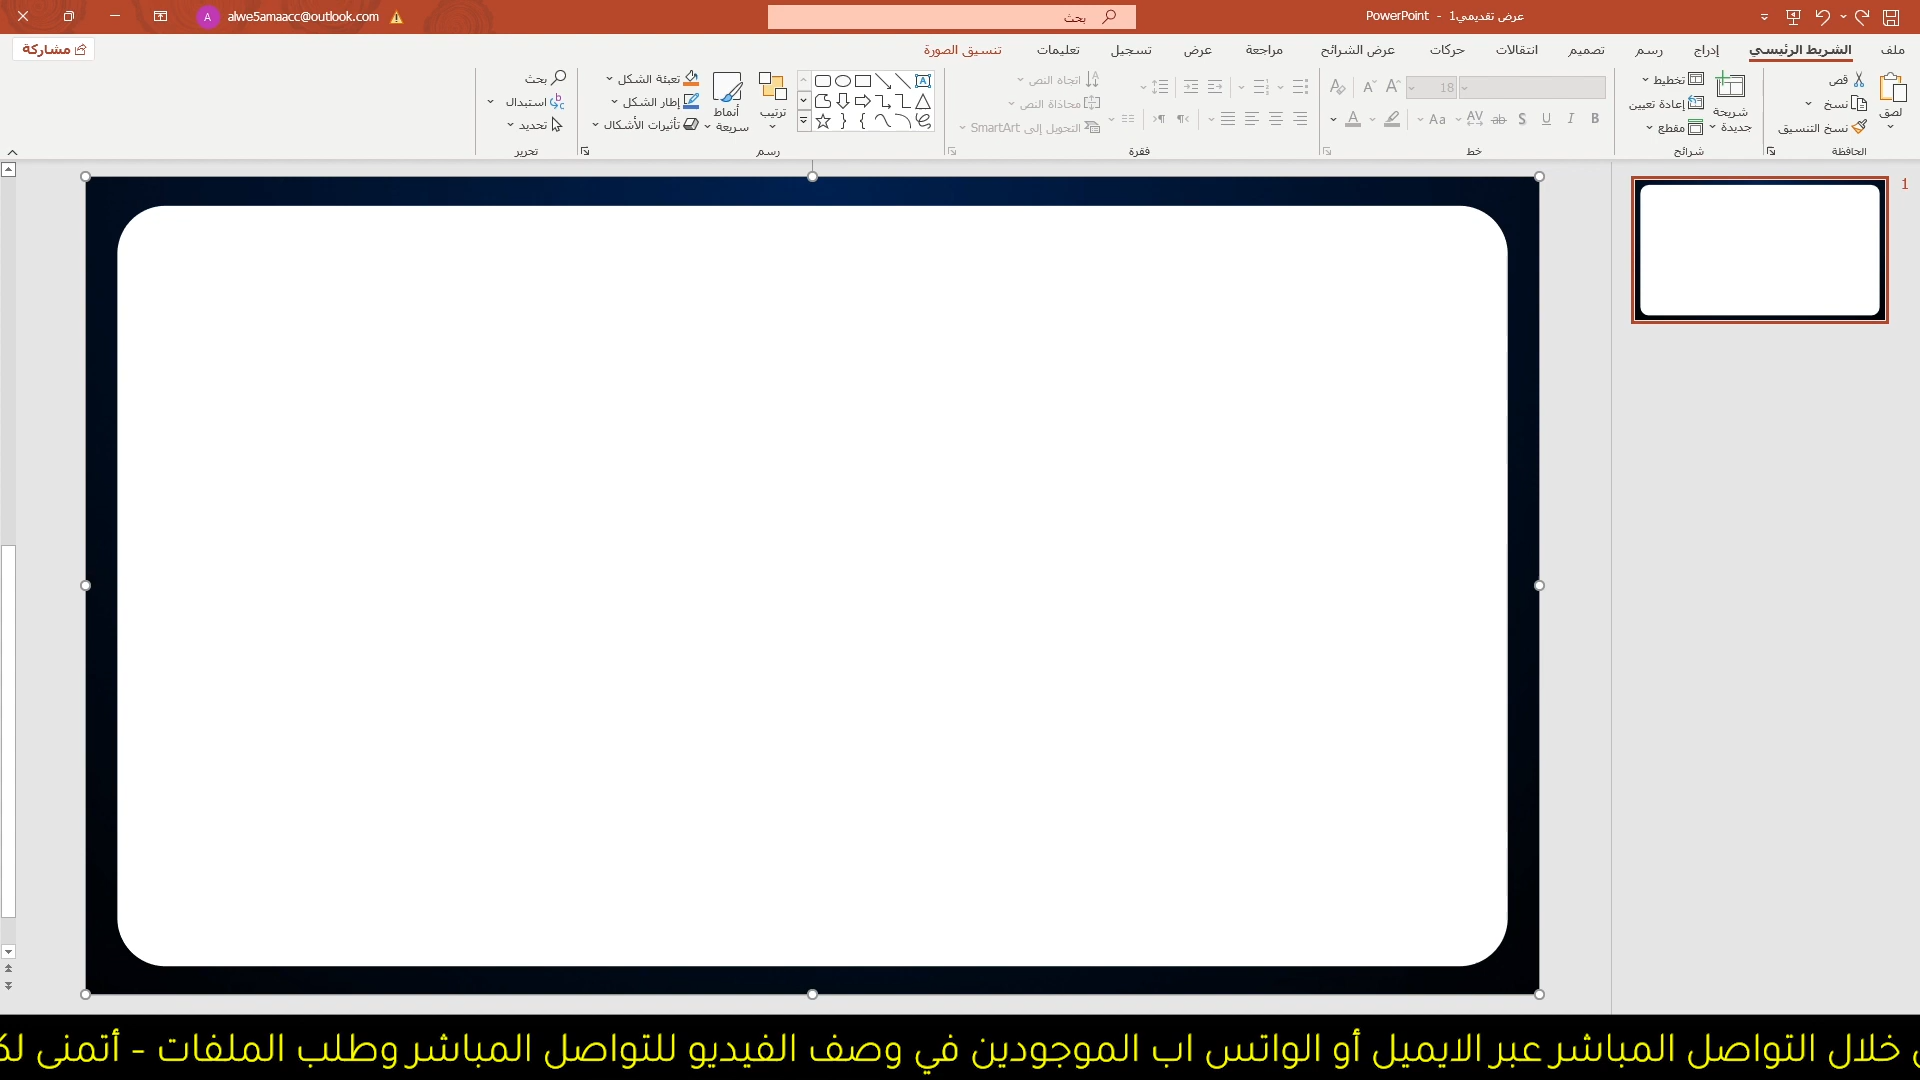 عرض تقديمي1 - PowerPoint
بحث
alwe5amaacc@outlook.com
A
ملف
الشريط الرئيسي
إدراج
رسم
تصميم
انتقالات
حركات
عرض الشرائح
مراجعة
عرض
تسجيل
تعليمات
تنسيق الصورة
مشاركة
لصق
قص
نسخ
نسخ التنسيق
الحافظة
شريحة جديدة
تخطيط
إعادة تعيين
مقطع
شرائح
18
B I U S ab AV Aa A
خط
اتجاه النص
محاذاة النص
التحويل إلى SmartArt
فقرة
ترتيب
أنماط سريعة
تعبئة الشكل
إطار الشكل
تأثيرات الأشكال
رسم
بحث
استبدال
تحديد
تحرير
1
خلال التواصل المباشر عبر الايميل أو الواتس اب الموجودين في وصف الفيديو للتواصل المباشر وطلب الملفات - أتمنى